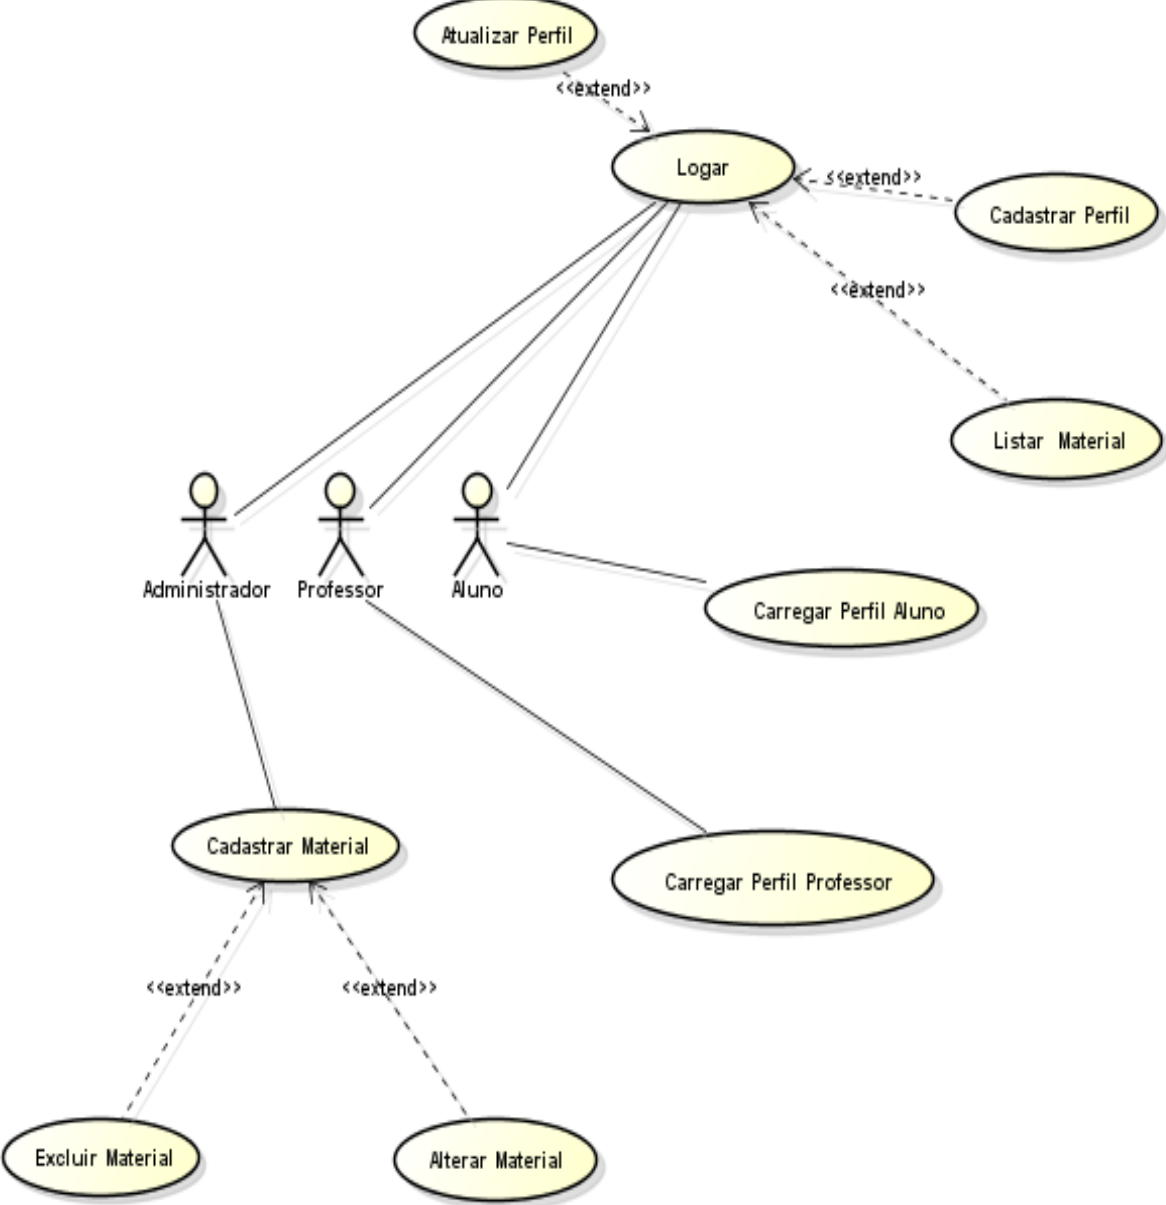 Atualizar Perfil
<<extend>>
Logar
<<extend>>
Cadastrar Perfil
<<extend>>
Listar Material
Administrador
Professor
Aluno
Carregar Perfil Aluno
Cadastrar Material
Carregar Perfil Professor
<<extend>>
<<extend>>
Excluir Material
Alterar Material